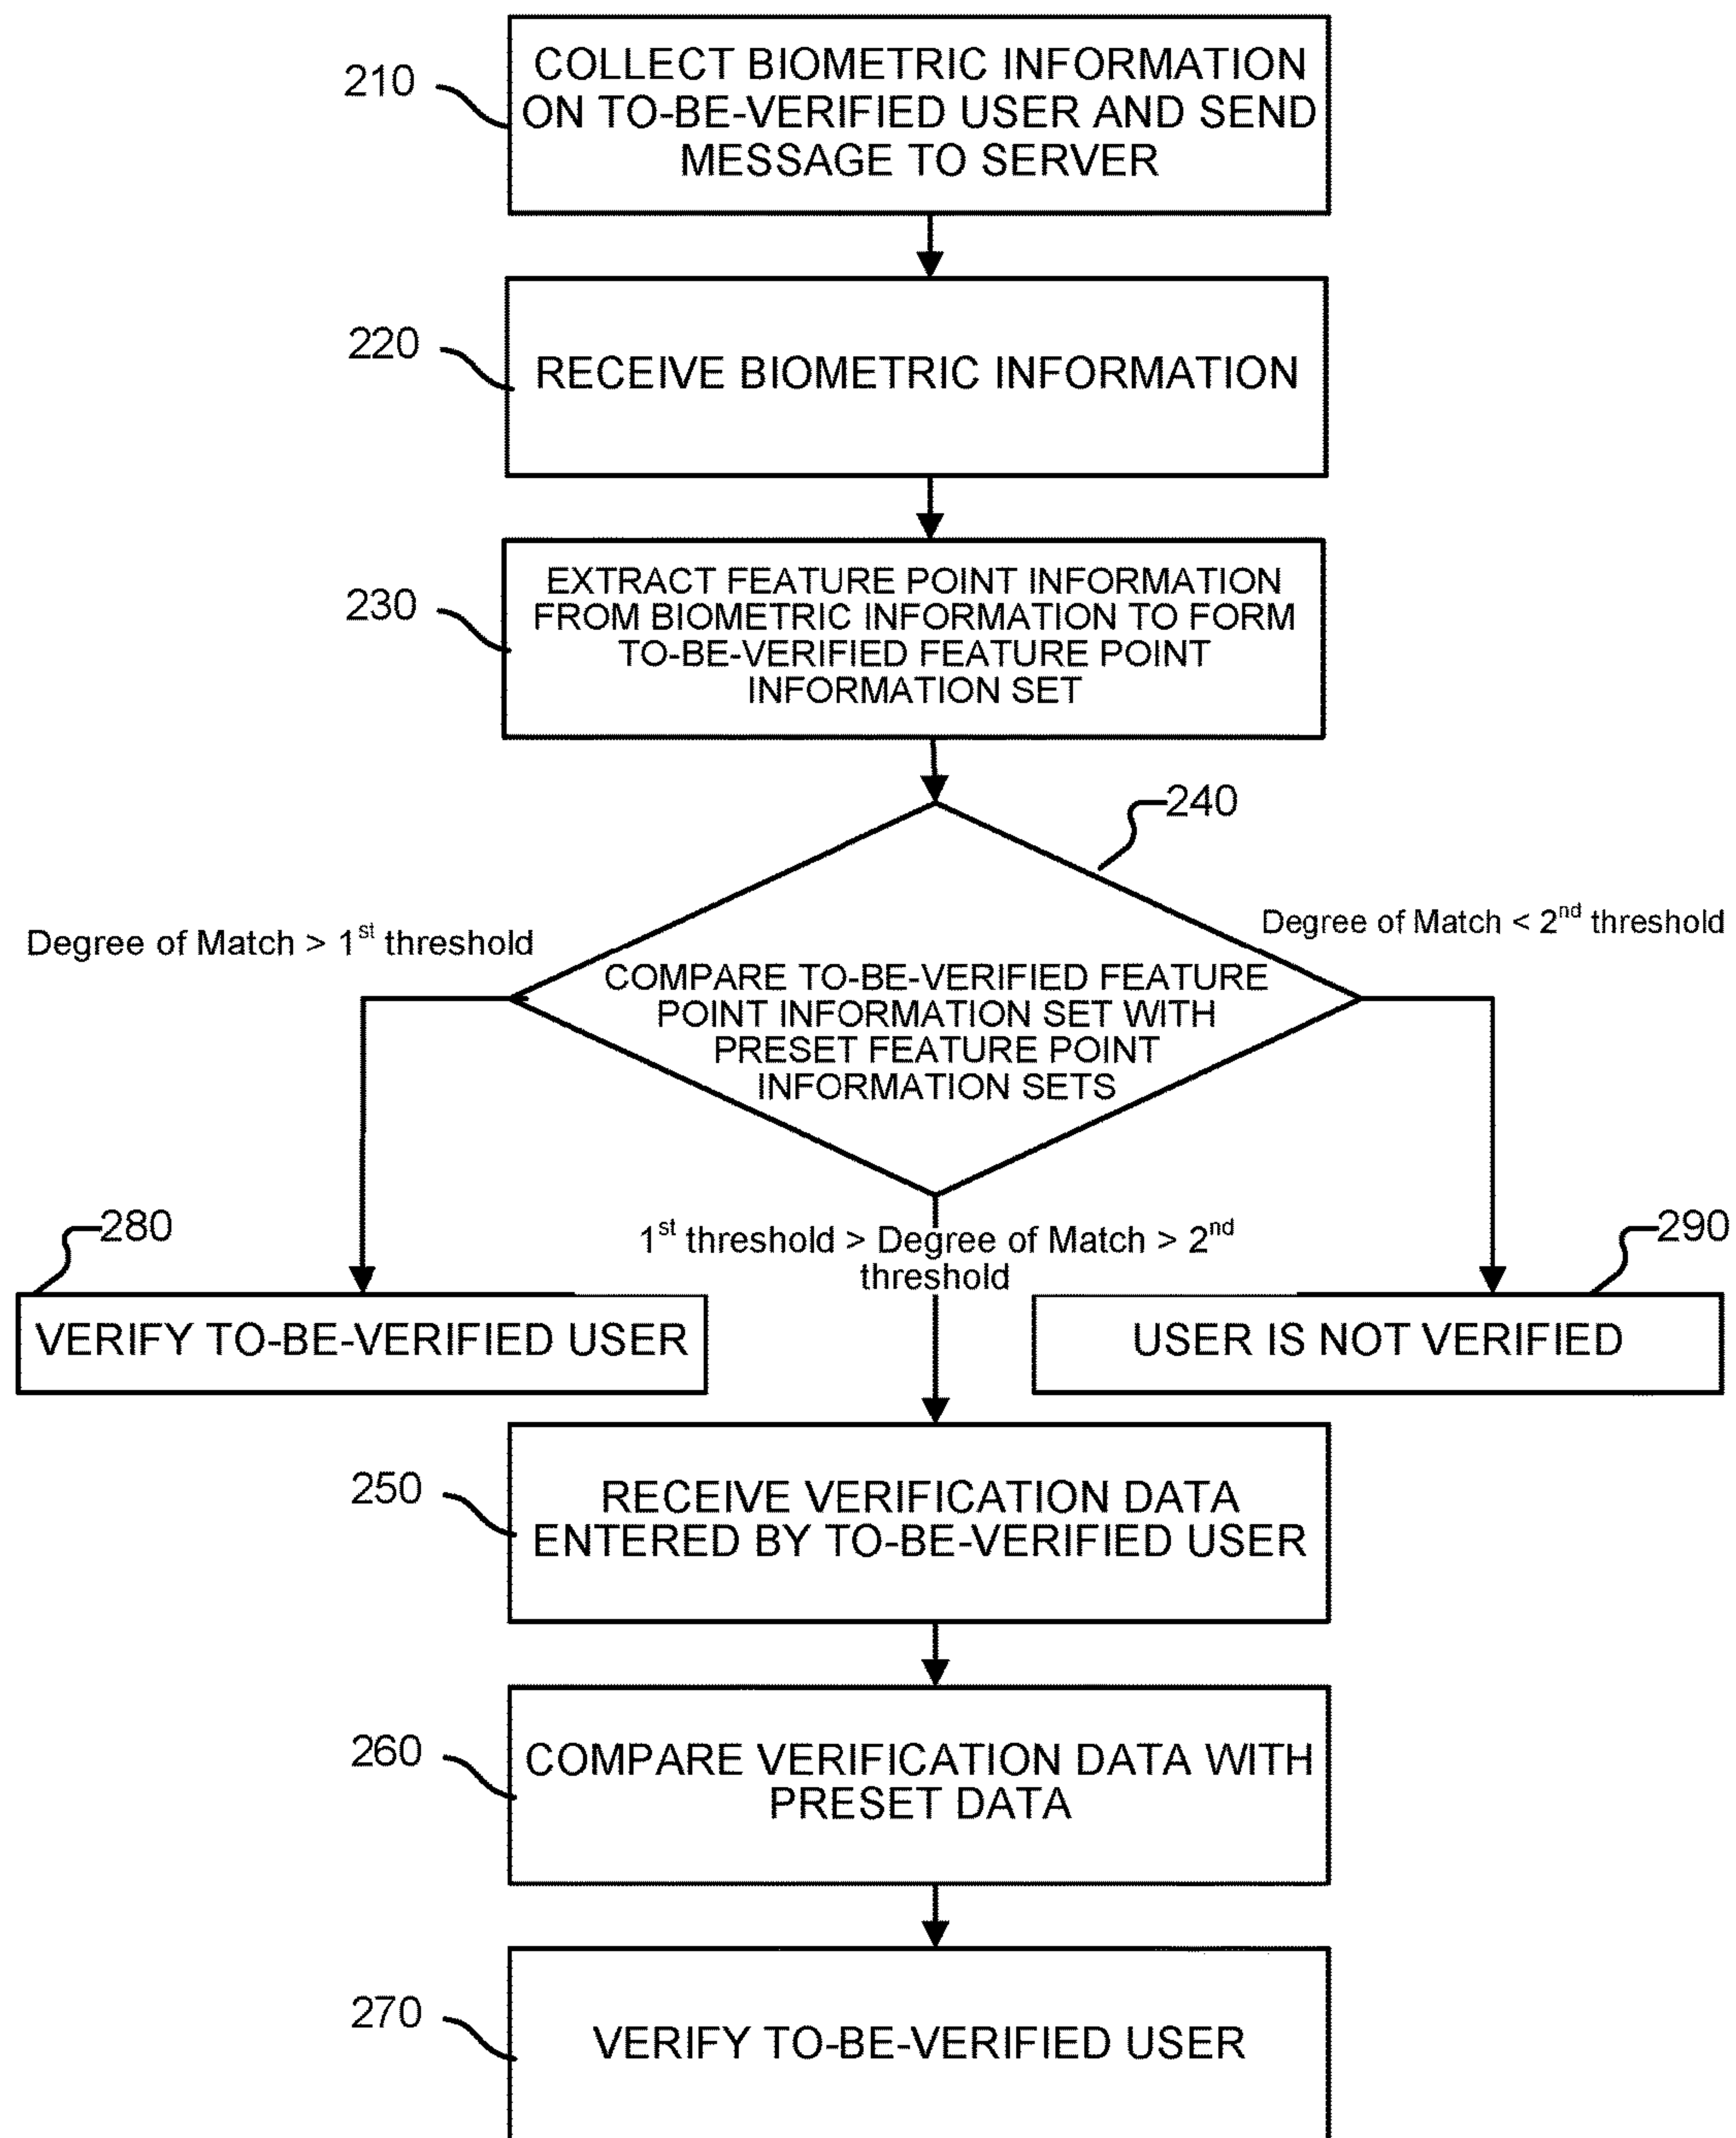 210
COLLECT BIOMETRIC INFORMATION
ON TO-BE-VERIFIED USER AND SEND
MESSAGE TO SERVER
220
RECEIVE BIOMETRIC INFORMATION
230
EXTRACT FEATURE POINT INFORMATION
FROM BIOMETRIC INFORMATION TO FORM
TO-BE-VERIFIED FEATURE POINT
INFORMATION SET
240
Degree of Match > 1st threshold
Degree of Match < 2nd threshold
COMPARE TO-BE-VERIFIED FEATURE
POINT INFORMATION SET WITH
PRESET FEATURE POINT
INFORMATION SETS
280
1st threshold > Degree of Match > 2nd
threshold
290
VERIFY TO-BE-VERIFIED USER
USER IS NOT VERIFIED
250
RECEIVE VERIFICATION DATA
ENTERED BY TO-BE-VERIFIED USER
260
COMPARE VERIFICATION DATA WITH
PRESET DATA
270
VERIFY TO-BE-VERIFIED USER